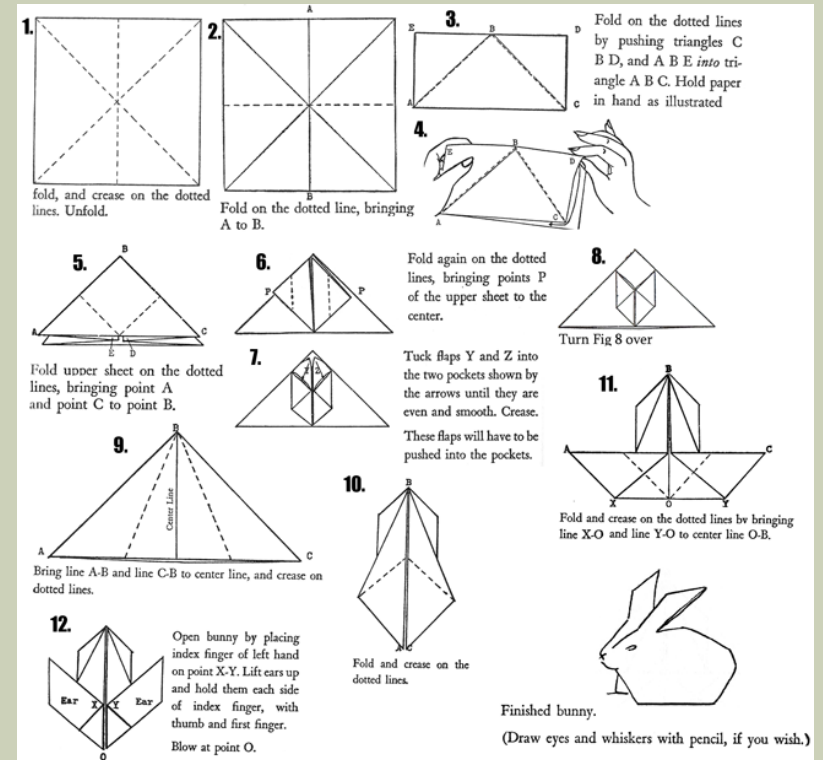 1.
fold, and crease on the dotted
lines. Unfold.
2.
A
B
Fold on the dotted line, bringing
A to B.
3.
E
B
D
A
C
Fold on the dotted lines
by pushing triangles C
B D, and A B E into tri-
angle A B C. Hold paper
in hand as illustrated
4.
E
B
D
A
C
5.
B
A
C
E
D
Fold upper sheet on the dotted
lines, bringing point A
and point C to point B.
6.
P
P
Fold again on the dotted
lines, bringing points P
of the upper sheet to the
center.
7.
Tuck flaps Y and Z into
the two pockets shown by
the arrows until they are
even and smooth. Crease.
These flaps will have to be
pushed into the pockets.
8.
Turn Fig 8 over
9.
B
Center Line
A
C
Bring line A-B and line C-B to center line, and crease on
dotted lines.
10.
B
Fold and crease on the
dotted lines.
11.
B
A
C
X
O
Y
Fold and crease on the dotted lines by bringing
line X-O and line Y-O to center line O-B.
12.
Ear
X
Y
Ear
O
Open bunny by placing
index finger of left hand
on point X-Y. Lift ears up
and hold them each side
of index finger, with
thumb and first finger.
Blow at point O.
Finished bunny.
(Draw eyes and whiskers with pencil, if you wish.)